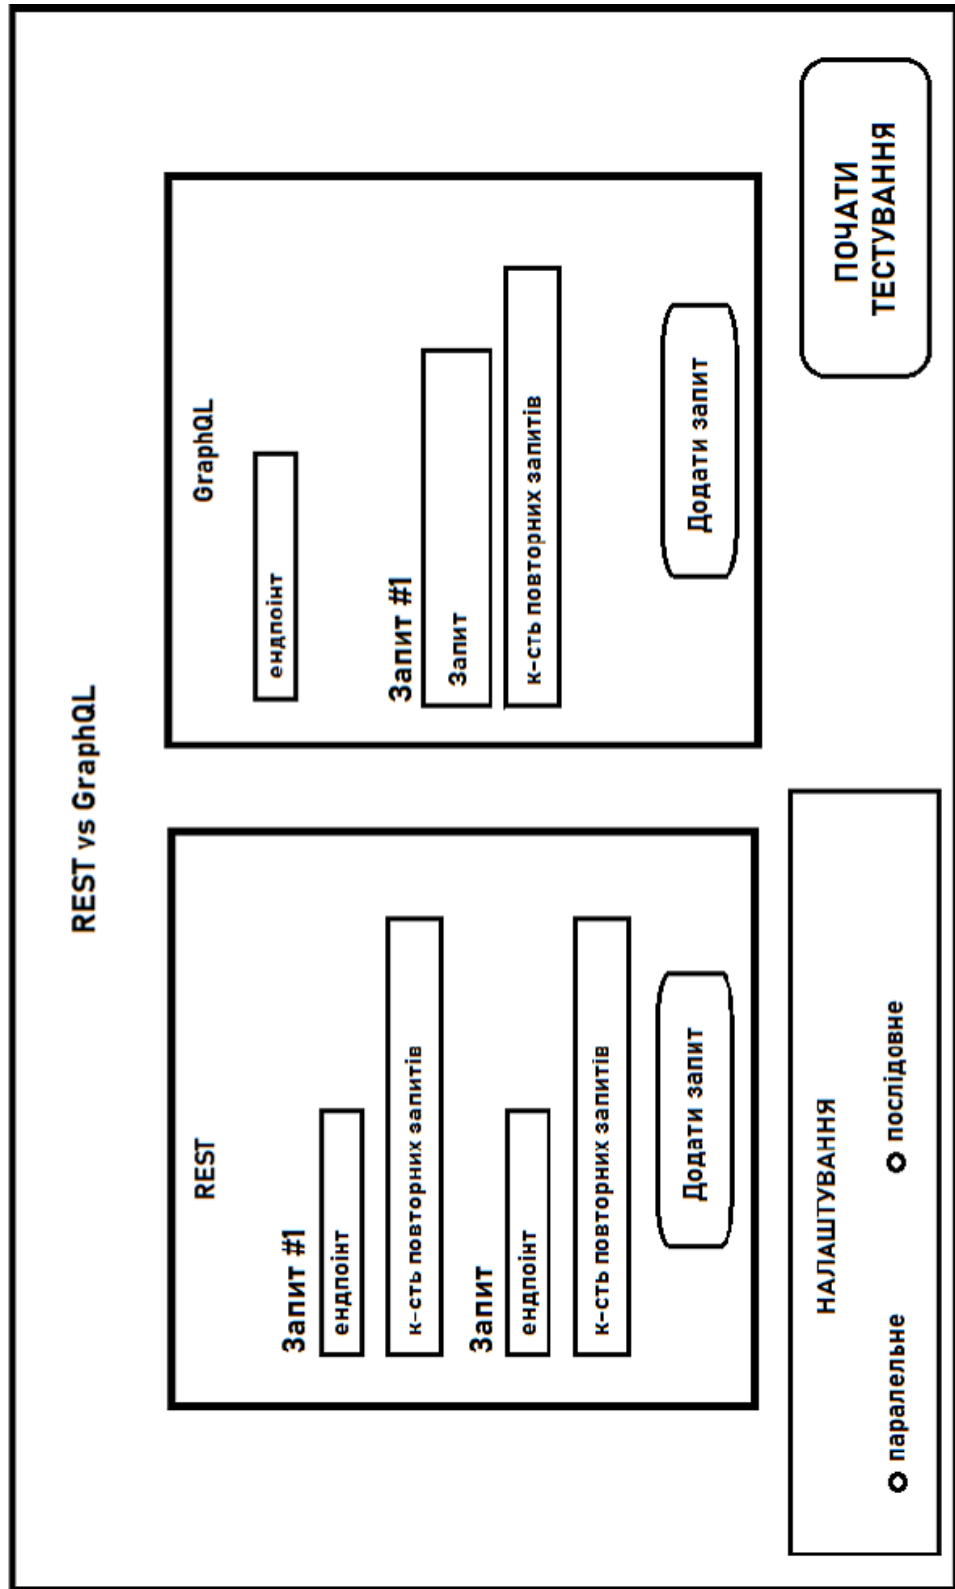 REST vs GraphQL
REST
Запит #1
ендпоінт
к-сть повторних запитів
Запит
ендпоінт
к-сть повторних запитів
Додати запит
GraphQL
ендпоінт
Запит #1
Запит
к-сть повторних запитів
Додати запит
НАЛАШТУВАННЯ
паралельне
послідовне
ПОЧАТИ
ТЕСТУВАННЯ